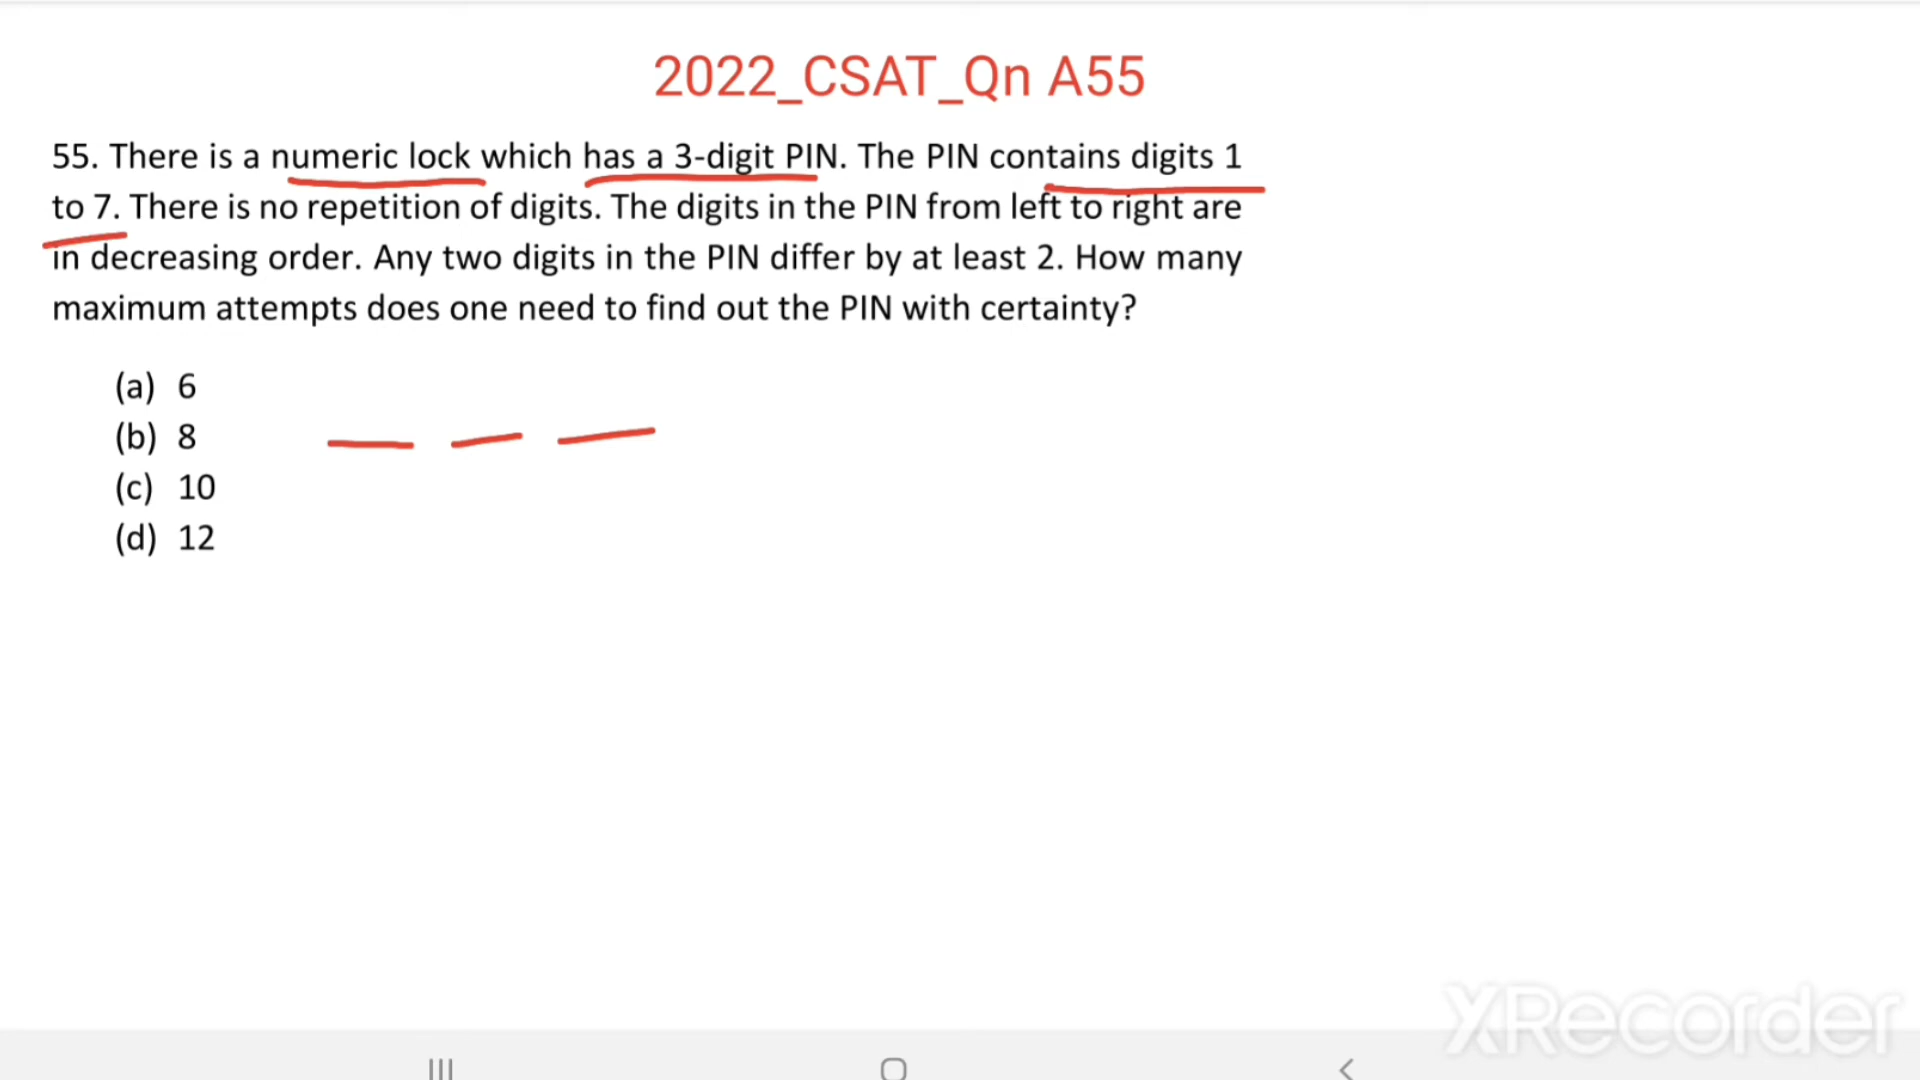 2022_CSAT_Qn A55
55. There is a numeric lock which has a 3-digit PIN. The PIN contains digits 1
to 7. There is no repetition of digits. The digits in the PIN from left to right are
in decreasing order. Any two digits in the PIN differ by at least 2. How many
maximum attempts does one need to find out the PIN with certainty?
(a) 6
(b) 8
(c) 10
(d) 12
XRecorder